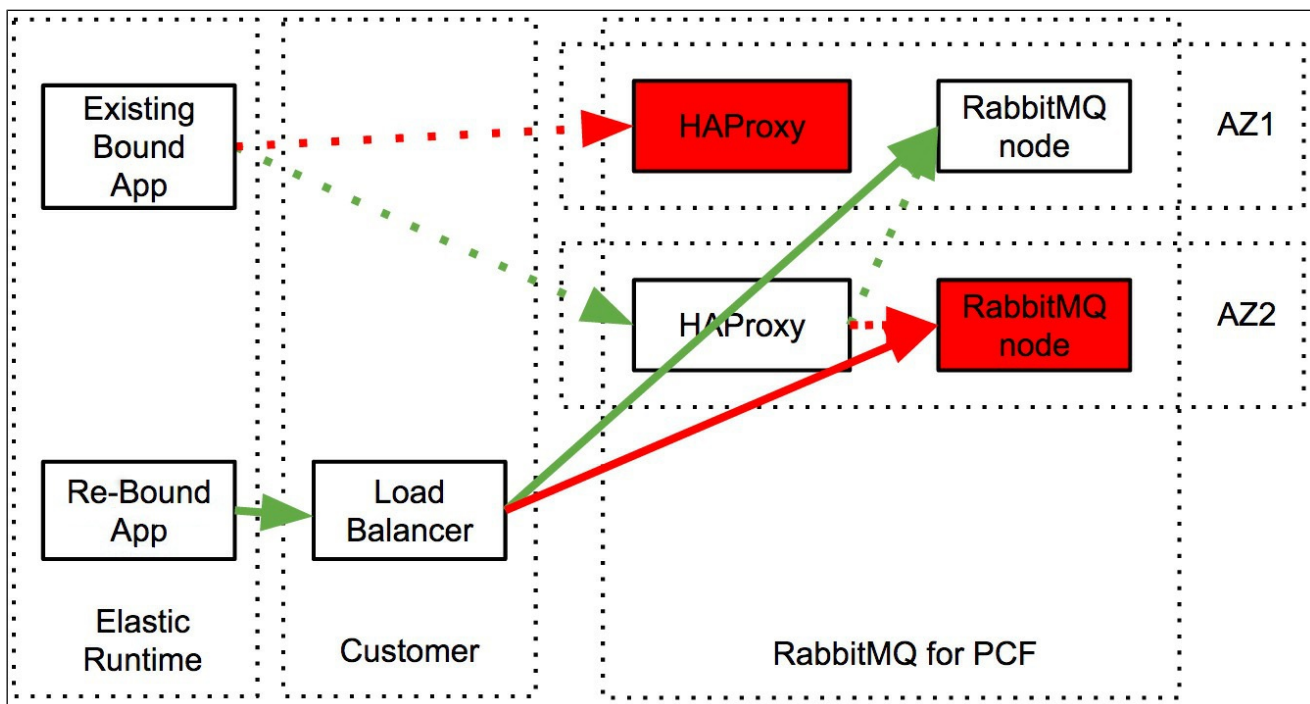 Existing
Bound
App
HAProxy
RabbitMQ
node
AZ1
HAProxy
RabbitMQ
node
AZ2
Re-Bound
App
Load
Balancer
Elastic
Runtime
Customer
RabbitMQ for PCF